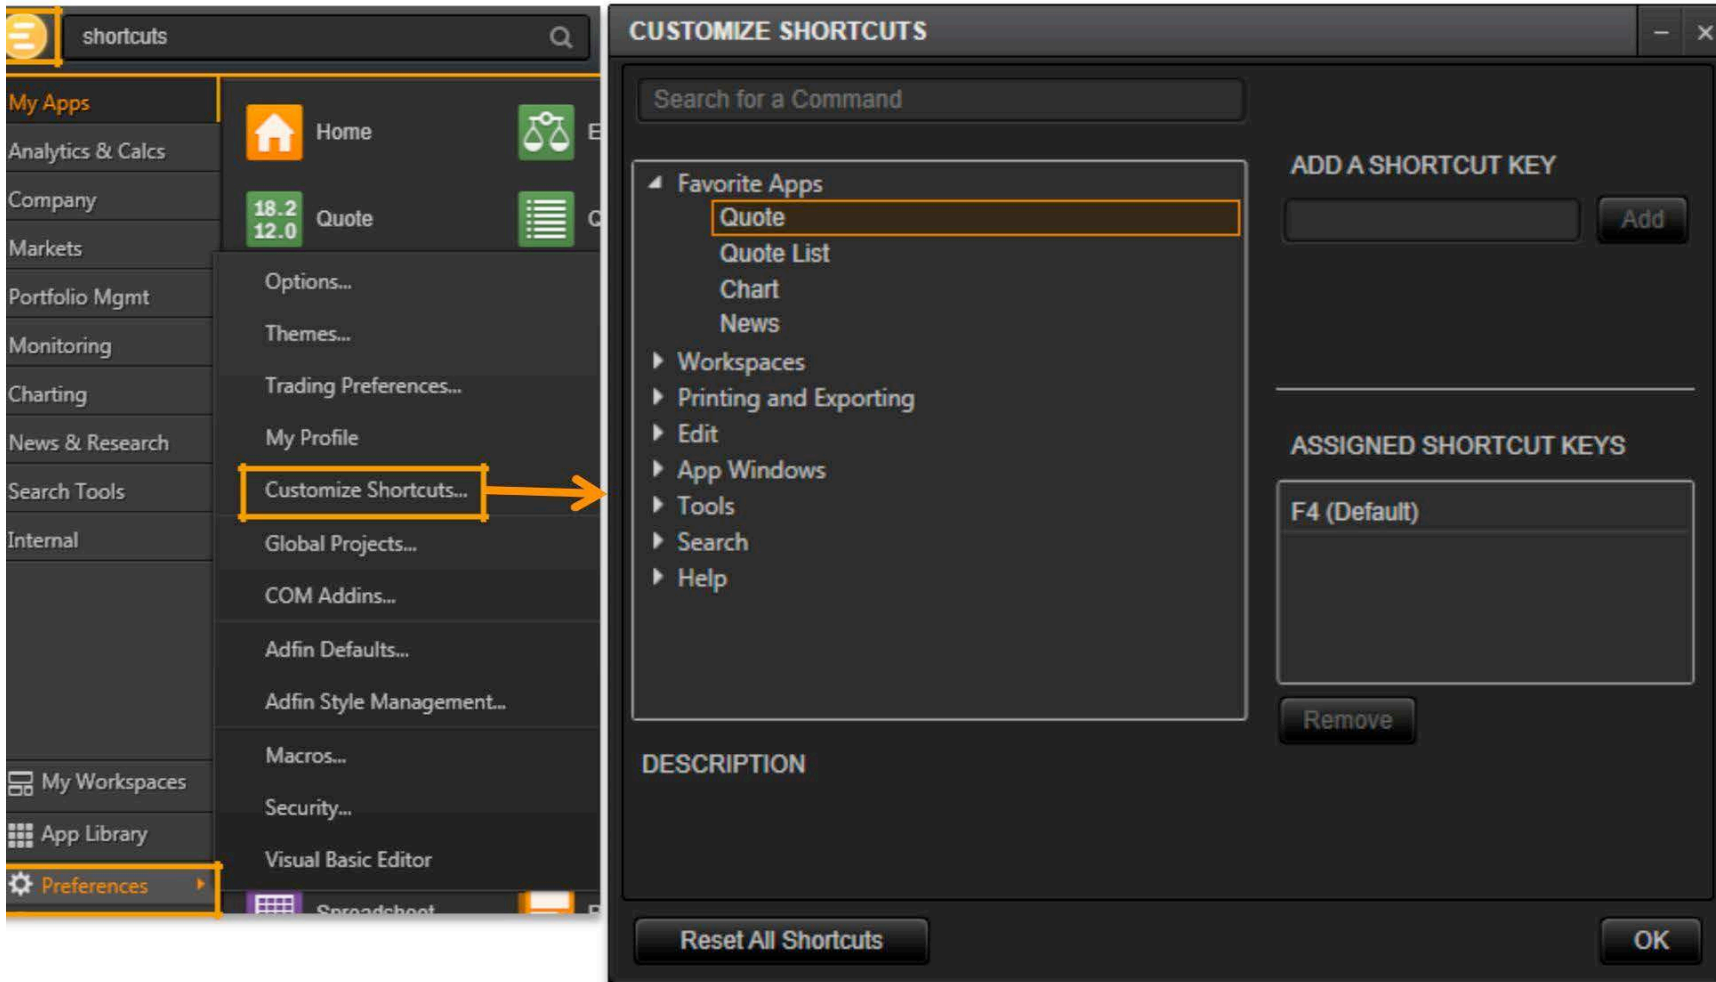 shortcuts
My Apps
Analytics & Calcs
Company
Markets
Portfolio Mgmt
Monitoring
Charting
News & Research
Search Tools
Internal
My Workspaces
App Library
Preferences
Home
E
18.2
12.0
Quote
Options...
Themes...
Trading Preferences...
My Profile
Customize Shortcuts...
Global Projects...
COM Addins...
Adfin Defaults...
Adfin Style Management...
Macros...
Security...
Visual Basic Editor
Spreadsheet
CUSTOMIZE SHORTCUTS
Search for a Command
Favorite Apps
Quote
Quote List
Chart
News
Workspaces
Printing and Exporting
Edit
App Windows
Tools
Search
Help
DESCRIPTION
ADD A SHORTCUT KEY
Add
ASSIGNED SHORTCUT KEYS
F4 (Default)
Remove
Reset All Shortcuts
OK